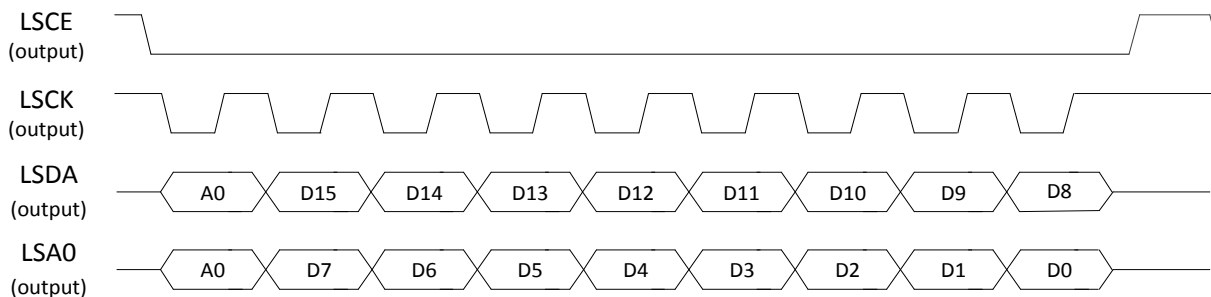 LSCE
(output)
LSCK
(output)
LSDA
(output)
A0 D15 D14 D13 D12 D11 D10 D9 D8
LSA0
(output)
A0 D7 D6 D5 D4 D3 D2 D1 D0